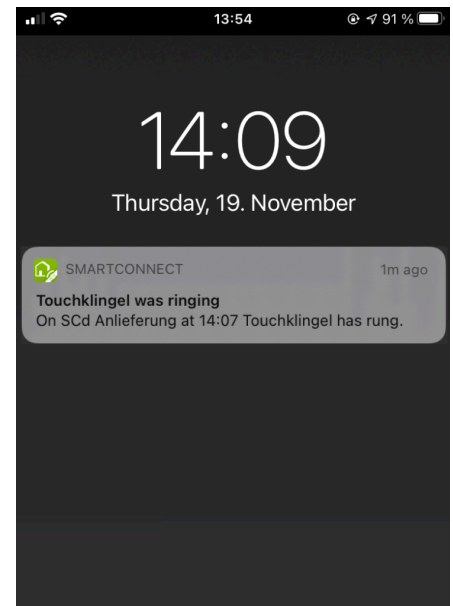 13:54 91 %
14:09
Thursday, 19. November
SMARTCONNECT 1m ago
Touchklingel was ringing
On SCd Anlieferung at 14:07 Touchklingel has rung.